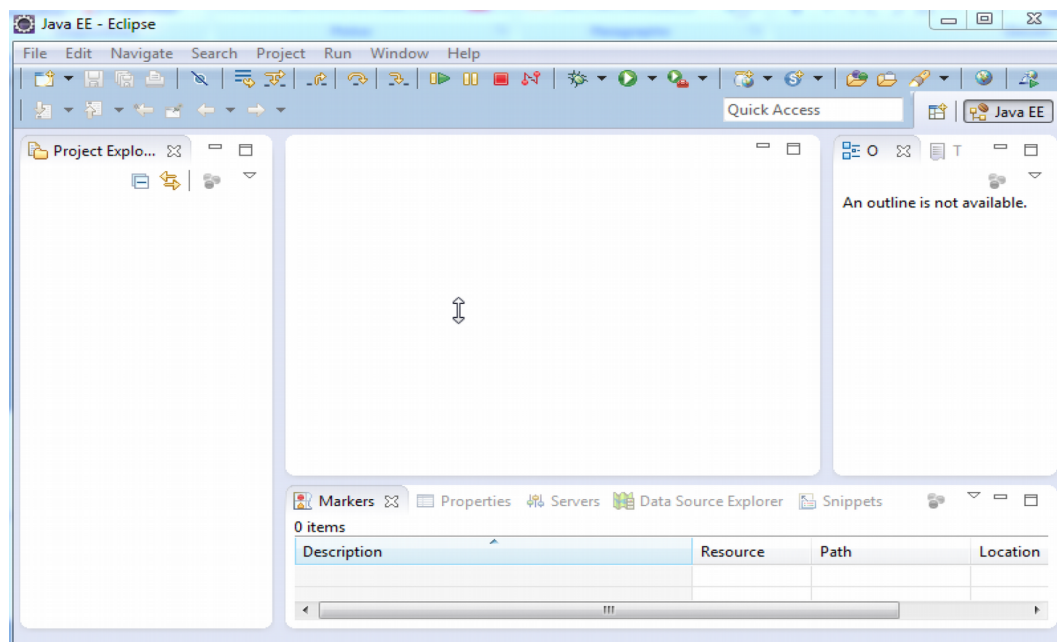 Java EE - Eclipse
File Edit Navigate Search Project Run Window Help
Quick Access
Java EE
Project Explo...
O
T
An outline is not available.
Markers Properties Servers Data Source Explorer Snippets
0 items
Description Resource Path Location